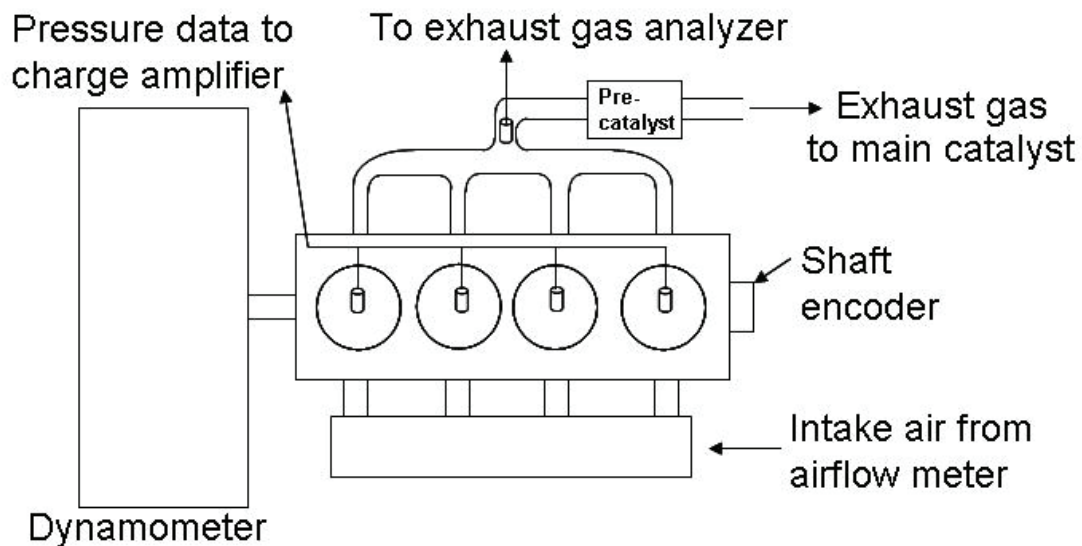 Pressure data to
charge amplifier
To exhaust gas analyzer
Pre-
catalyst
Exhaust gas
to main catalyst
Shaft
encoder
Intake air from
airflow meter
Dynamometer